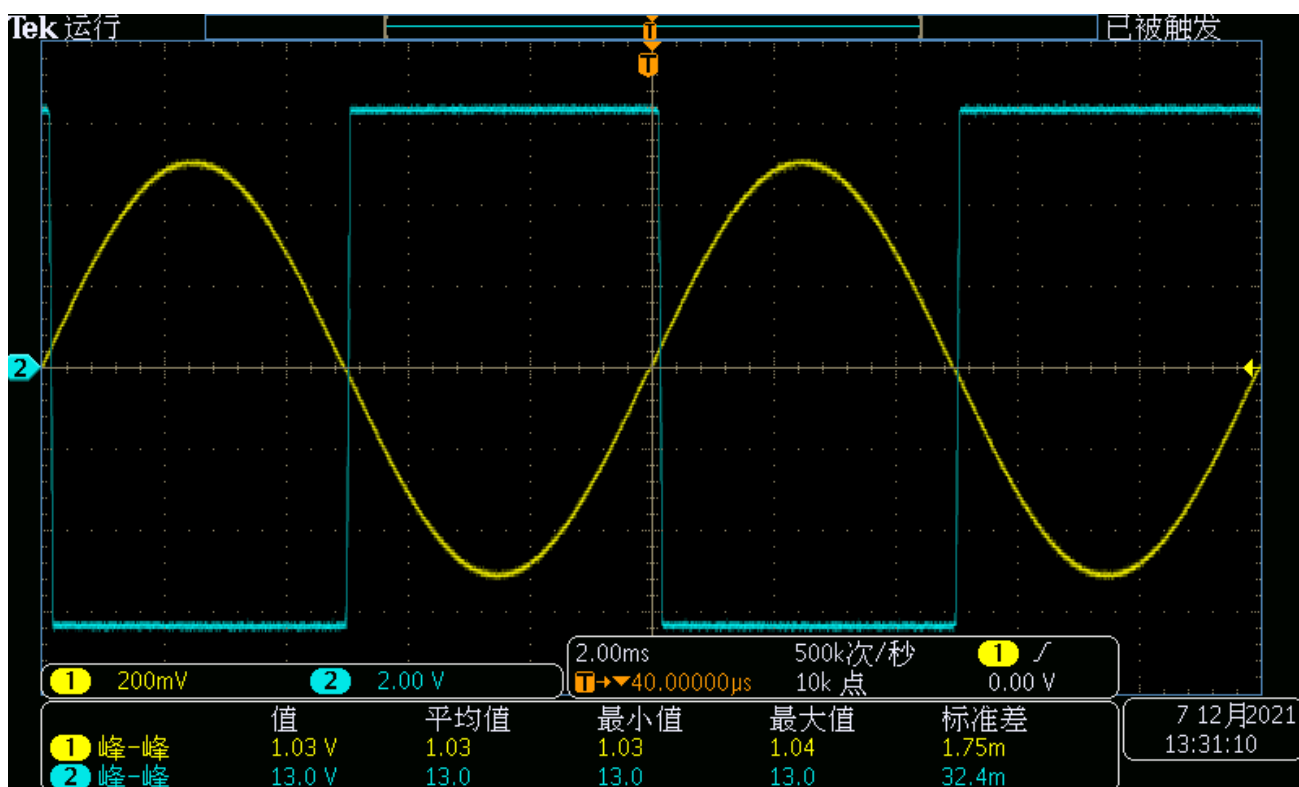 Tek 运行 T 已被触发
T
2
1 200mV 2 2.00 V 2.00ms 500k次/秒 1 /
T→▼40.00000μs 10k 点 0.00 V
值 平均值 最小值 最大值 标准差 7 12月2021
1 峰-峰 1.03 V 1.03 1.03 1.04 1.75m 13:31:10
2 峰-峰 13.0 V 13.0 13.0 13.0 32.4m